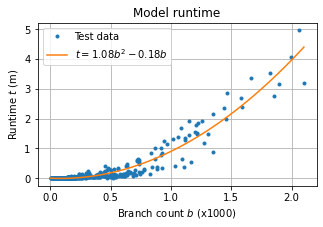 Model runtime
Test data
t = 1.08b² − 0.18b
Runtime t (m)
5
4
3
2
1
0
0.0 0.5 1.0 1.5 2.0
Branch count b (x1000)